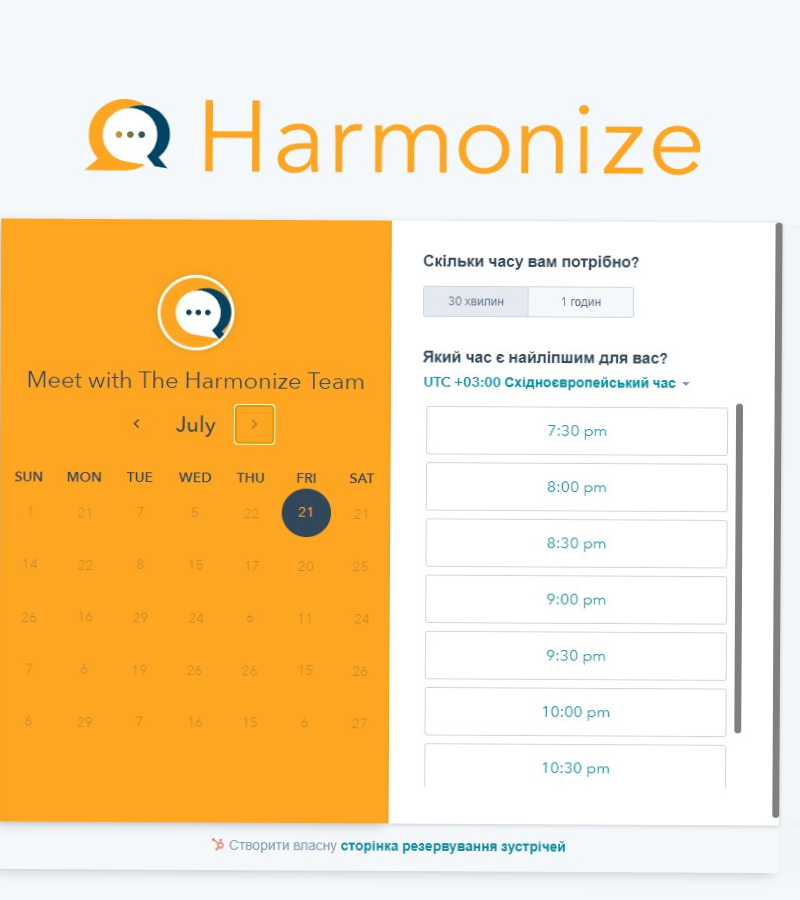 Harmonize
Meet with The Harmonize Team
July
SUN MON TUE WED THU FRI SAT
1 21 7 5 22 21 21
14 22 8 15 17 20 25
26 16 29 24 6 11 24
7 6 19 26 26 15 26
6 29 7 16 15 6 27
Скільки часу вам потрібно?
30 хвилин 1 годин
Який час є найліпшим для вас?
UTC +03:00 Східноєвропейський час
7:30 pm
8:00 pm
8:30 pm
9:00 pm
9:30 pm
10:00 pm
10:30 pm
Створити власну сторінка резервування зустрічей